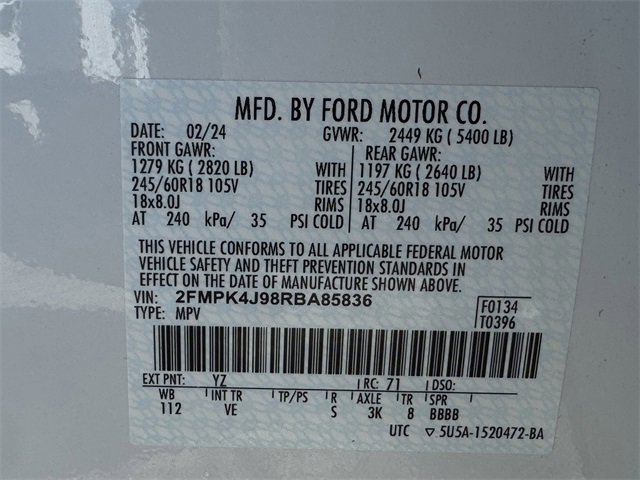 MFD. BY FORD MOTOR CO.
DATE: 02/24 GVWR: 2449 KG ( 5400 LB)
FRONT GAWR: REAR GAWR:
1279 KG ( 2820 LB) WITH 1197 KG ( 2640 LB) WITH
245/60R18 105V TIRES 245/60R18 105V TIRES
18x8.0J RIMS 18x8.0J RIMS
AT 240 kPa/ 35 PSI COLD AT 240 kPa/ 35 PSI COLD
THIS VEHICLE CONFORMS TO ALL APPLICABLE FEDERAL MOTOR
VEHICLE SAFETY AND THEFT PREVENTION STANDARDS IN
EFFECT ON THE DATE OF MANUFACTURE SHOWN ABOVE.
VIN: 2FMPK4J98RBA85836 F0134
TYPE: MPV T0396
EXT PNT: YZ RC: 71 DSO:
WB INT TR TP/PS R AXLE TR SPR
112 VE S 3K 8 BBBB
UTC ▽ 5U5A-1520472-BA